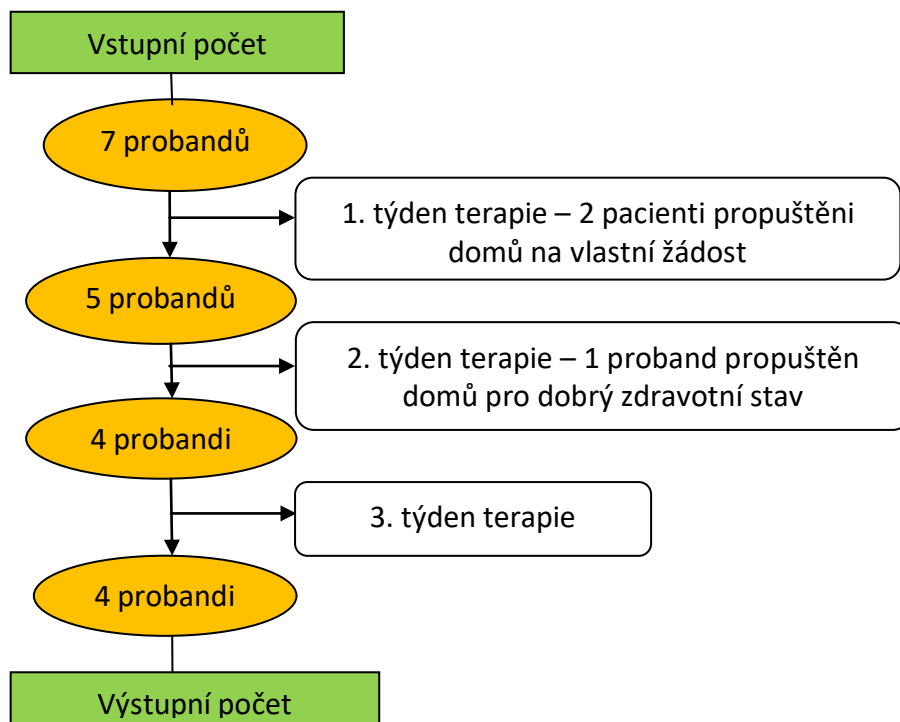 Vstupní počet
7 probandů
1. týden terapie – 2 pacienti propuštěni
domů na vlastní žádost
5 probandů
2. týden terapie – 1 proband propuštěn
domů pro dobrý zdravotní stav
4 probandi
3. týden terapie
4 probandi
Výstupní počet